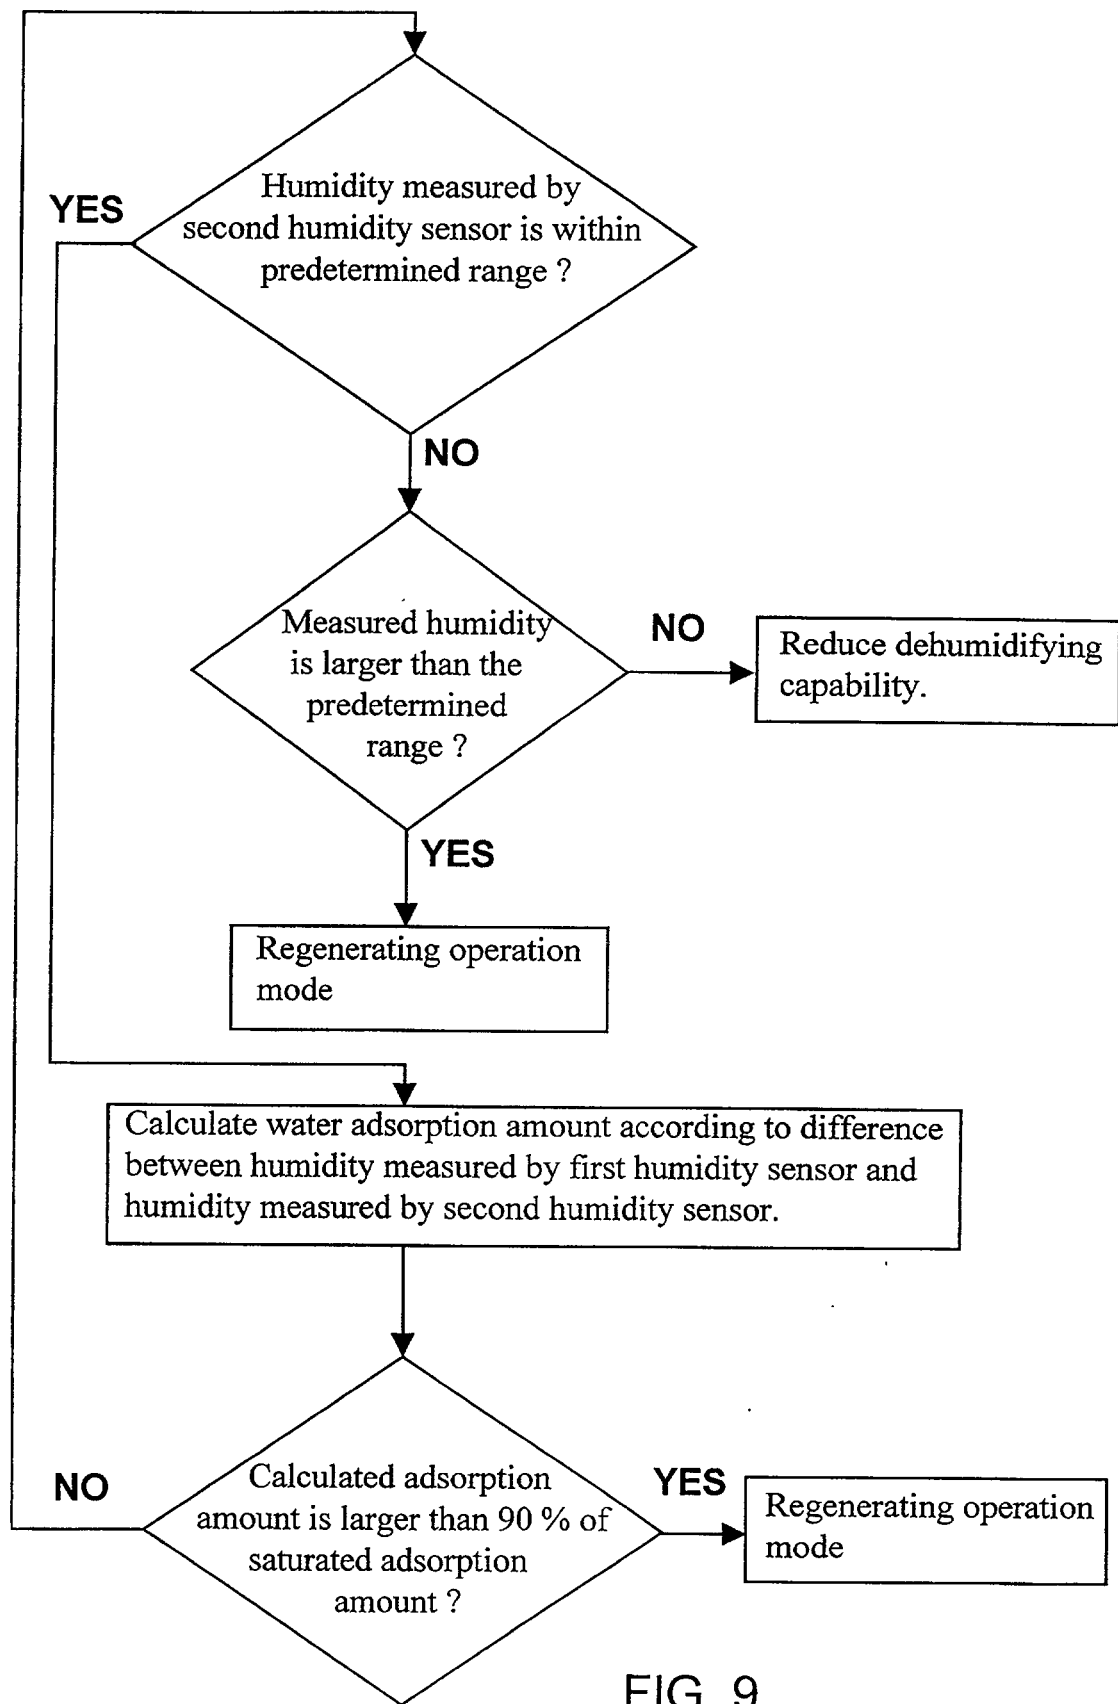 Humidity measured by
second humidity sensor is within
predetermined range ?
YES
NO
Measured humidity
is larger than the
predetermined
range ?
NO
Reduce dehumidifying
capability.
YES
Regenerating operation
mode
Calculate water adsorption amount according to difference
between humidity measured by first humidity sensor and
humidity measured by second humidity sensor.
Calculated adsorption
amount is larger than 90 % of
saturated adsorption
amount ?
NO
YES
Regenerating operation
mode
FIG. 9